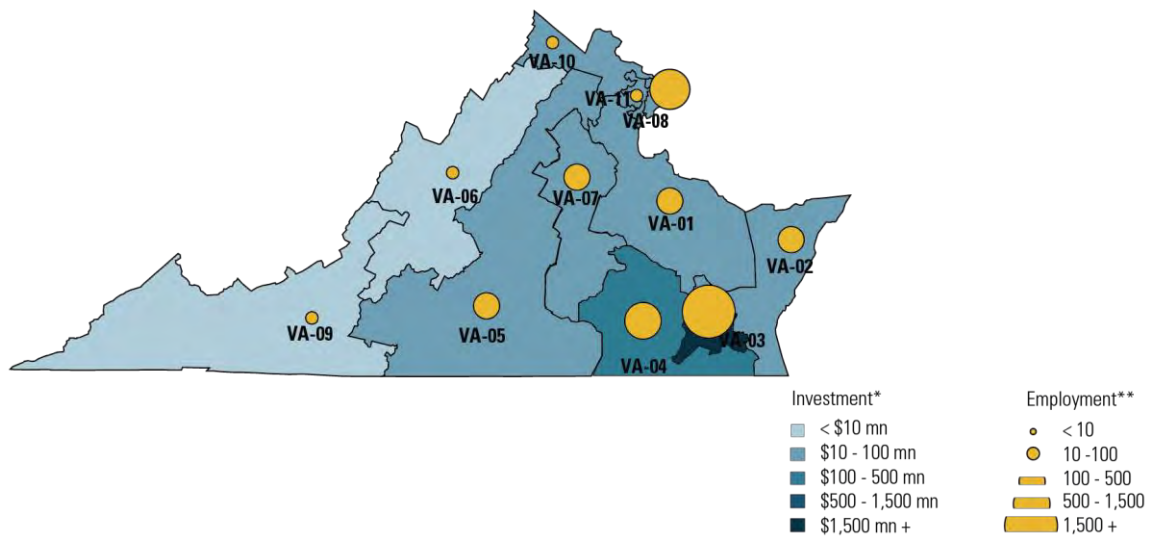 VA-10
VA-11
VA-08
VA-06
VA-07
VA-01
VA-02
VA-09
VA-05
VA-03
VA-04
Investment*
< $10 mn
$10 - 100 mn
$100 - 500 mn
$500 - 1,500 mn
$1,500 mn +
Employment**
< 10
10 -100
100 - 500
500 - 1,500
1,500 +